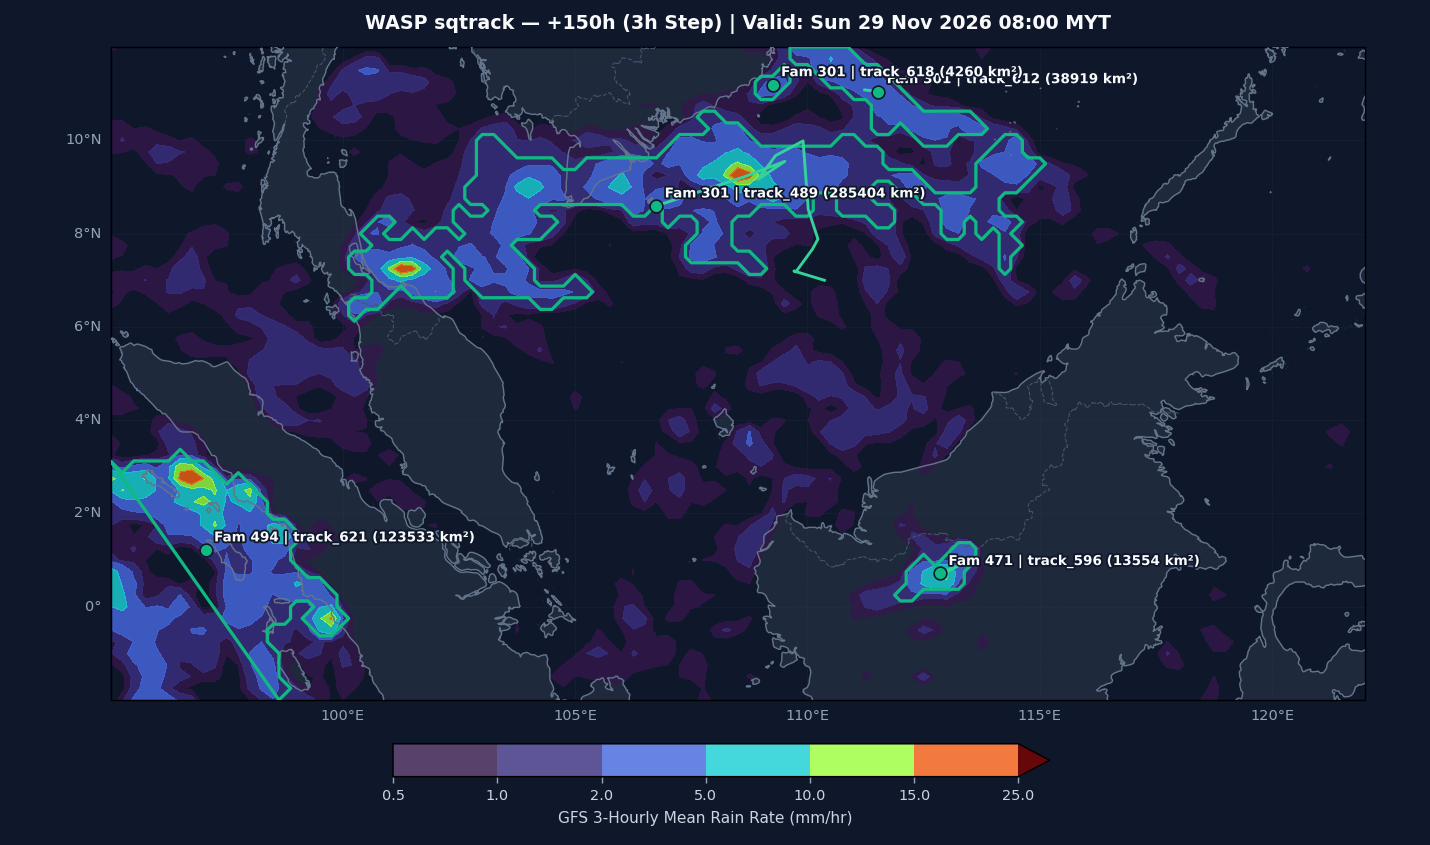 WASP sqtrack — +150h (3h Step) | Valid: Sun 29 Nov 2026 08:00 MYT
Fam 301 | track_618 (4260 km²)
Fam 301 | track_612 (38919 km²)
10°N
Fam 301 | track_489 (285404 km²)
8°N
6°N
4°N
2°N
Fam 494 | track_621 (123533 km²)
Fam 471 | track_596 (13554 km²)
0°
100°E
105°E
110°E
115°E
120°E
0.5
1.0
2.0
5.0
10.0
15.0
25.0
GFS 3-Hourly Mean Rain Rate (mm/hr)